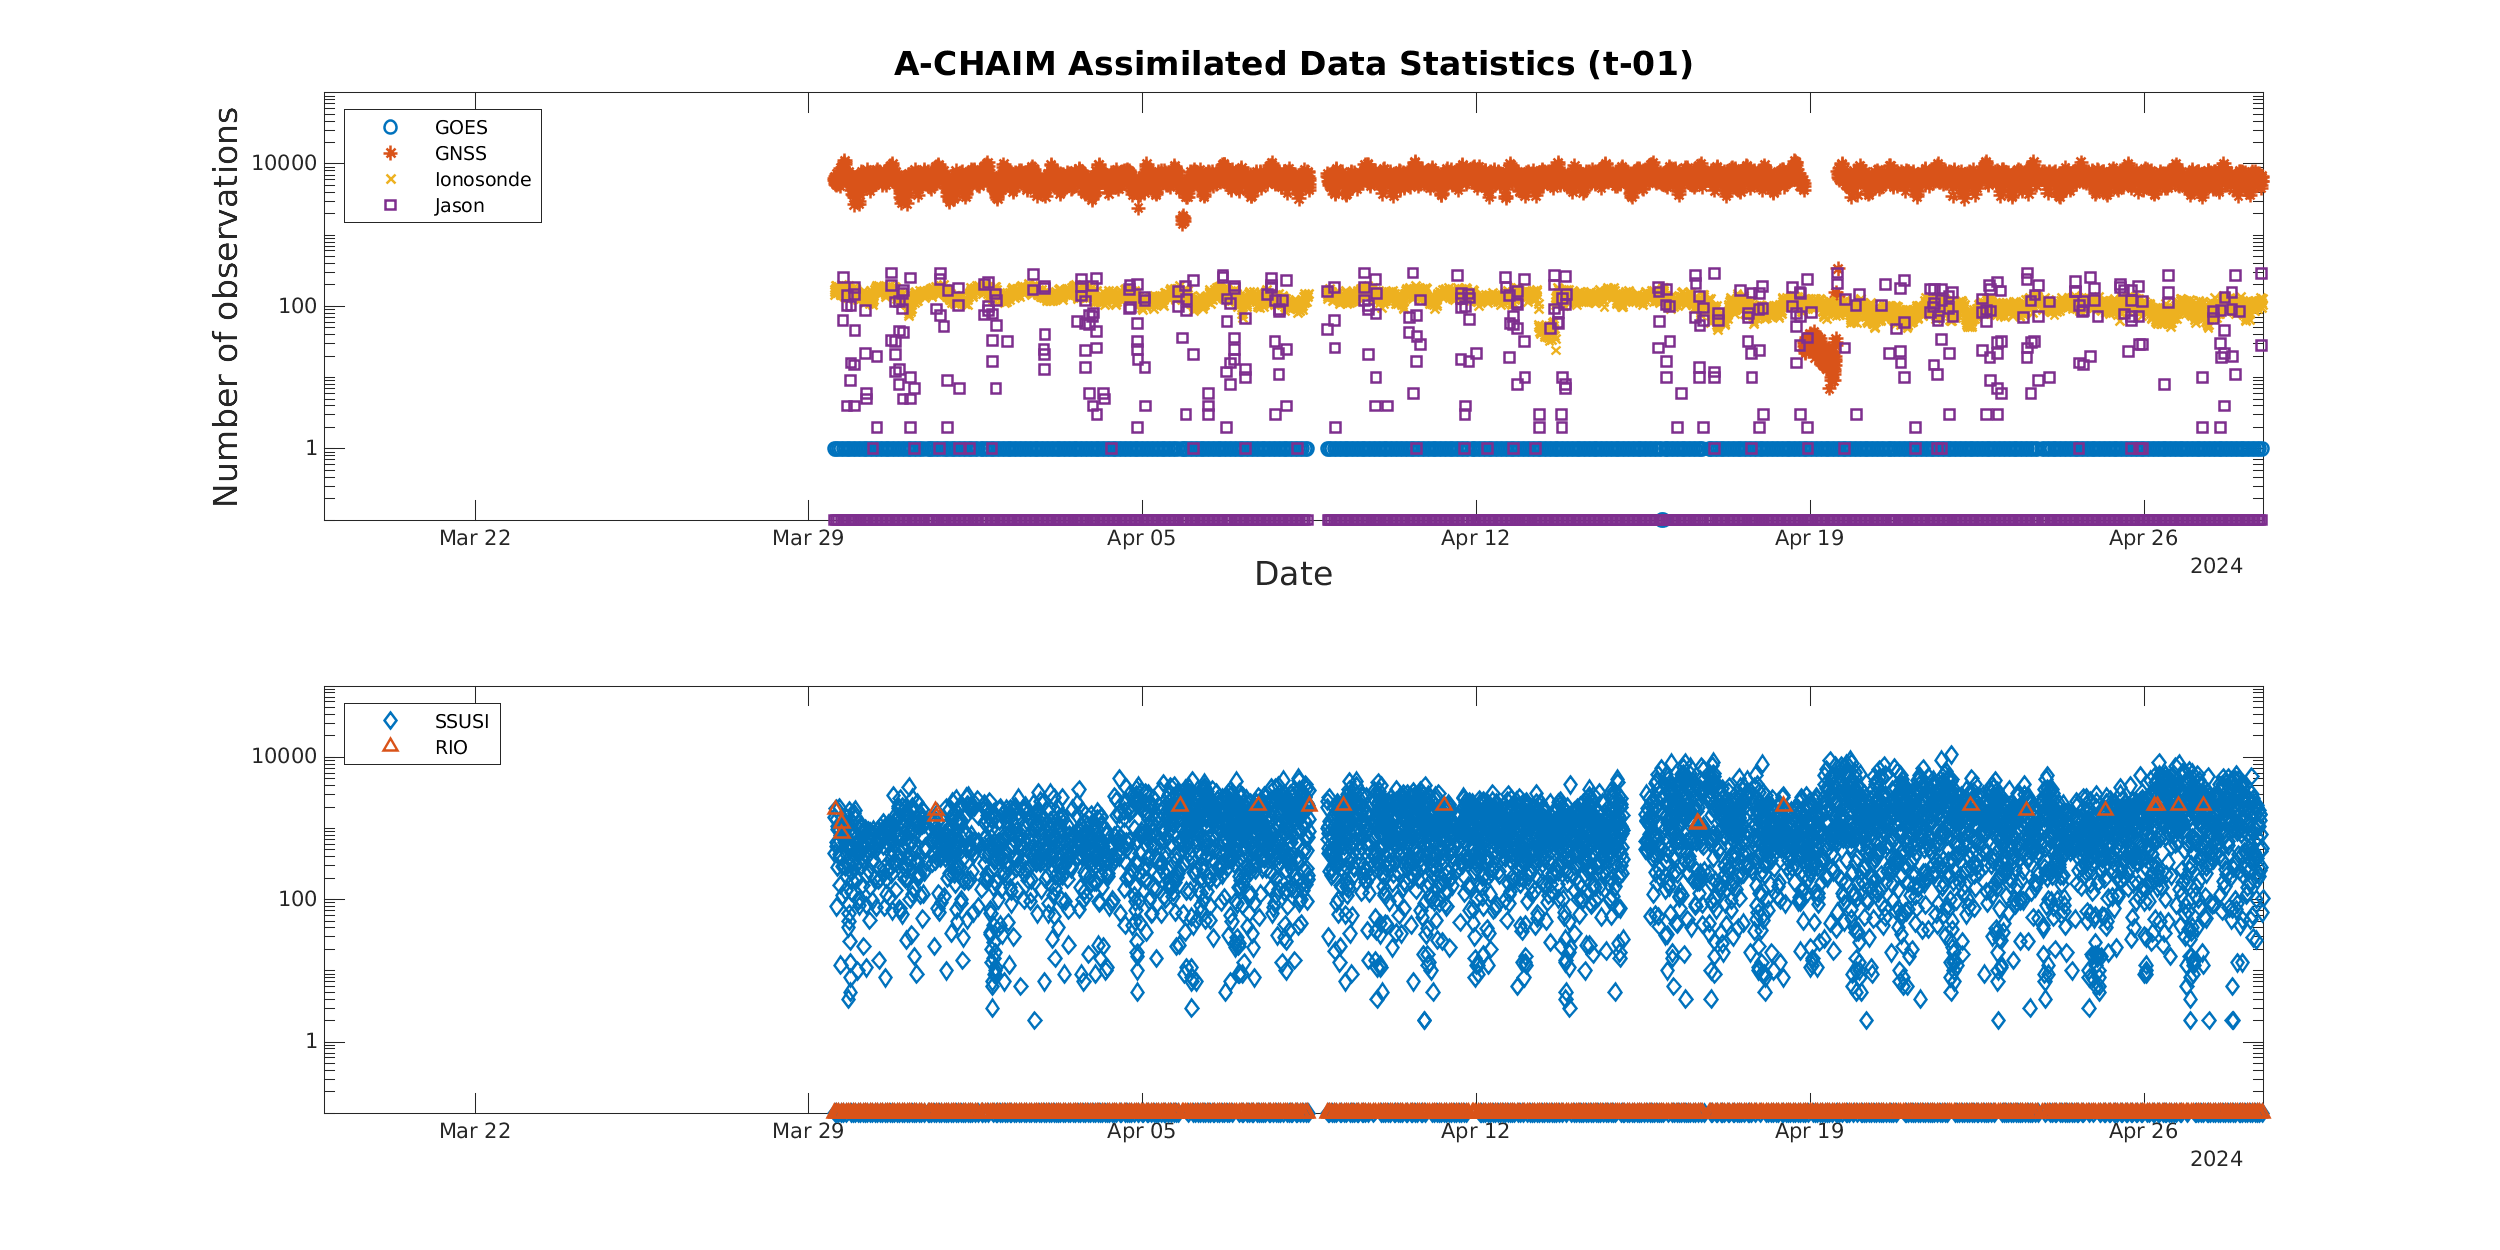 A-CHAIM Assimilated Data Statistics (t-01)
Number of observations
10000
100
1
GOES
GNSS
Ionosonde
Jason
Mar 22
Mar 29
Apr 05
Apr 12
Apr 19
Apr 26
2024
Date
10000
100
1
SSUSI
RIO
Mar 22
Mar 29
Apr 05
Apr 12
Apr 19
Apr 26
2024